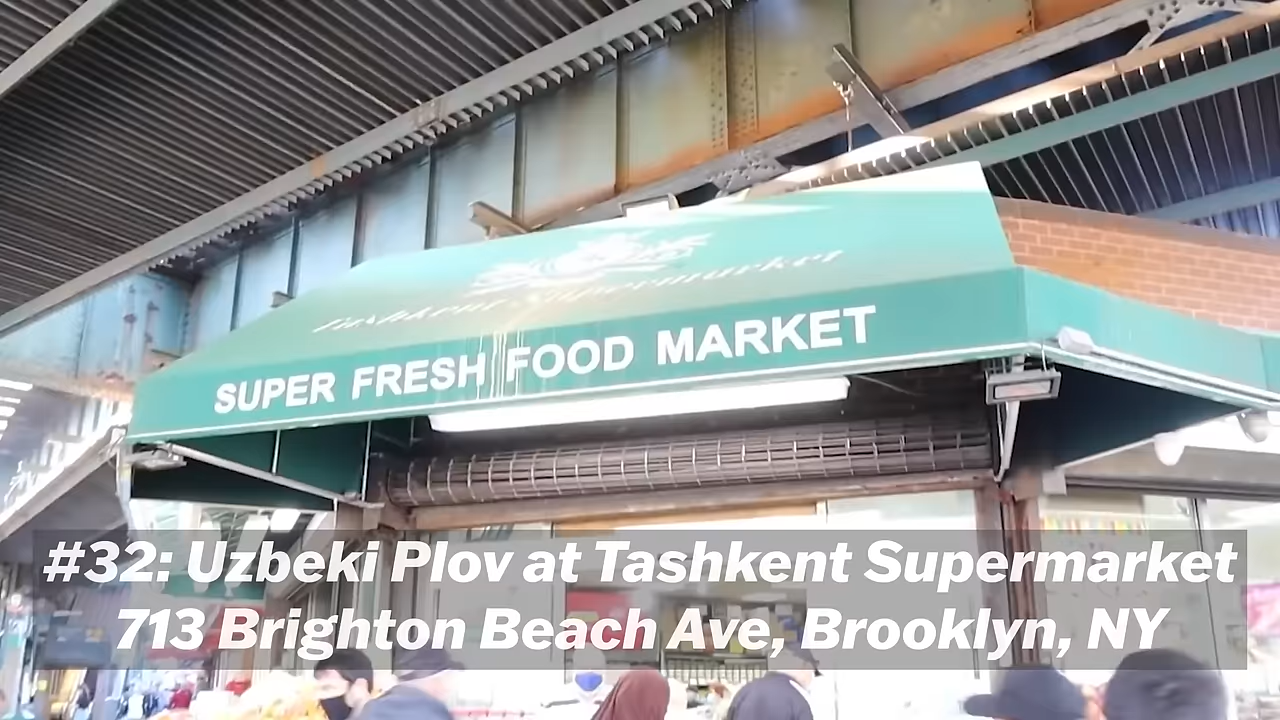 Tashkent Supermarket
SUPER FRESH FOOD MARKET
#32: Uzbeki Plov at Tashkent Supermarket
713 Brighton Beach Ave, Brooklyn, NY